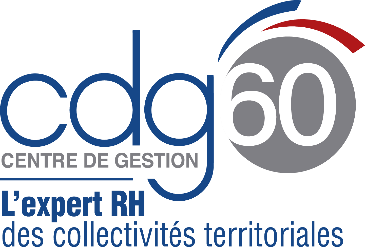 cdg60
CENTRE DE GESTION
L'expert RH
des collectivités territoriales